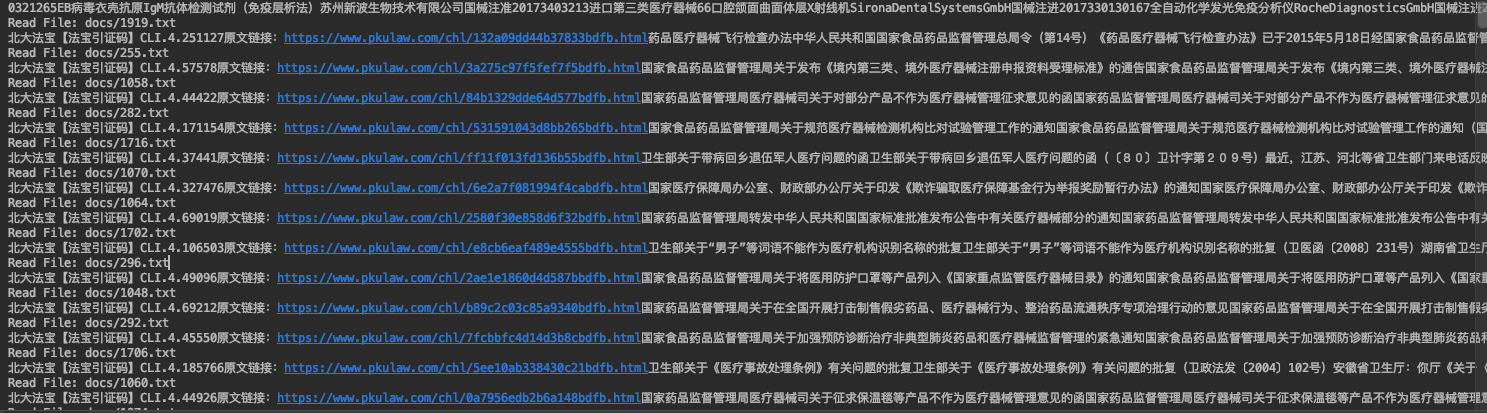 0321265EB病毒衣壳抗原IgM抗体检测试剂（免疫层析法）苏州新波生物技术有限公司国械注准20173403213进口第三类医疗器械66口腔颌面曲面体层X射线机SironaDentalSystemsGmbH国械注进20173301301​67全自动化学发光免疫分析仪RocheDiagnosticsGmbH国械注进2
Read File: docs/1919.txt
北大法宝【法宝引证码】CLI.4.251127原文链接：https://www.pkulaw.com/chl/132a09dd44b37833bdfb.html药品医疗器械飞行检查办法中华人民共和国国家食品药品监督管理总局令（第14号）《药品医疗器械飞行检查办法》已于2015年5月18日经国家食品药品监督管
Read File: docs/255.txt
北大法宝【法宝引证码】CLI.4.57578原文链接：https://www.pkulaw.com/chl/3a275c97f5fef7f5bdfb.html国家食品药品监督管理局关于发布《境内第三类、境外医疗器械注册申报资料受理标准》的通告国家食品药品监督管理局关于发布《境内第三类、境外医疗器械注
Read File: docs/1058.txt
北大法宝【法宝引证码】CLI.4.44422原文链接：https://www.pkulaw.com/chl/84b1329dde64d577bdfb.html国家药品监督管理局医疗器械司关于对部分产品不作为医疗器械管理征求意见的函国家药品监督管理局医疗器械司关于对部分产品不作为医疗器械管理征求意见的
Read File: docs/282.txt
北大法宝【法宝引证码】CLI.4.171154原文链接：https://www.pkulaw.com/chl/531591043d8bb265bdfb.html国家食品药品监督管理局关于规范医疗器械检测机构比对试验管理工作的通知国家食品药品监督管理局关于规范医疗器械检测机构比对试验管理工作的通知（国
Read File: docs/1716.txt
北大法宝【法宝引证码】CLI.4.37441原文链接：https://www.pkulaw.com/chl/ff11f013fd136b55bdfb.html卫生部关于带病回乡退伍军人医疗问题的函卫生部关于带病回乡退伍军人医疗问题的函（〔８０〕卫计字第２０９号）最近，江苏、河北等省卫生部门来电话反映
Read File: docs/1070.txt
北大法宝【法宝引证码】CLI.4.327476原文链接：https://www.pkulaw.com/chl/6e2a7f081994f4cabdfb.html国家医疗保障局办公室、财政部办公厅关于印发《欺诈骗取医疗保障基金行为举报奖励暂行办法》的通知国家医疗保障局办公室、财政部办公厅关于印发《欺诈
Read File: docs/1064.txt
北大法宝【法宝引证码】CLI.4.69019原文链接：https://www.pkulaw.com/chl/2580f30e858d6f32bdfb.html国家药品监督管理局转发中华人民共和国国家标准批准发布公告中有关医疗器械部分的通知国家药品监督管理局转发中华人民共和国国家标准批准发布公告中有关
Read File: docs/1702.txt
北大法宝【法宝引证码】CLI.4.106503原文链接：https://www.pkulaw.com/chl/e8cb6eaf489e4555bdfb.html卫生部关于“男子”等词语不能作为医疗机构识别名称的批复卫生部关于“男子”等词语不能作为医疗机构识别名称的批复（卫医函〔2008〕231号）湖南省卫生厅
Read File: docs/296.txt
北大法宝【法宝引证码】CLI.4.49096原文链接：https://www.pkulaw.com/chl/2ae1e1860d4d587bbdfb.html国家食品药品监督管理局关于将医用防护口罩等产品列入《国家重点监管医疗器械目录》的通知国家食品药品监督管理局关于将医用防护口罩等产品列入《国家重
Read File: docs/1048.txt
北大法宝【法宝引证码】CLI.4.69212原文链接：https://www.pkulaw.com/chl/b89c2c03c85a9340bdfb.html国家药品监督管理局关于在全国开展打击制售假劣药品、医疗器械行为、整治药品流通秩序专项治理行动的意见国家药品监督管理局关于在全国开展打击制售假劣
Read File: docs/292.txt
北大法宝【法宝引证码】CLI.4.45550原文链接：https://www.pkulaw.com/chl/7fcbbfc4d14d3b8cbdfb.html国家食品药品监督管理局关于加强预防诊断治疗非典型肺炎药品和医疗器械监督管理的紧急通知国家食品药品监督管理局关于加强预防诊断治疗非典型肺炎药品和
Read File: docs/1706.txt
北大法宝【法宝引证码】CLI.4.185766原文链接：https://www.pkulaw.com/chl/5ee10ab338430c21bdfb.html卫生部关于《医疗事故处理条例》有关问题的批复卫生部关于《医疗事故处理条例》有关问题的批复（卫政法发〔2004〕102号）安徽省卫生厅：你厅《关于〈
Read File: docs/1060.txt
北大法宝【法宝引证码】CLI.4.44926原文链接：https://www.pkulaw.com/chl/0a7956edb2b6a148bdfb.html国家药品监督管理局医疗器械司关于征求保温毯等产品不作为医疗器械管理意见的函国家药品监督管理局医疗器械司关于征求保温毯等产品不作为医疗器械管理意